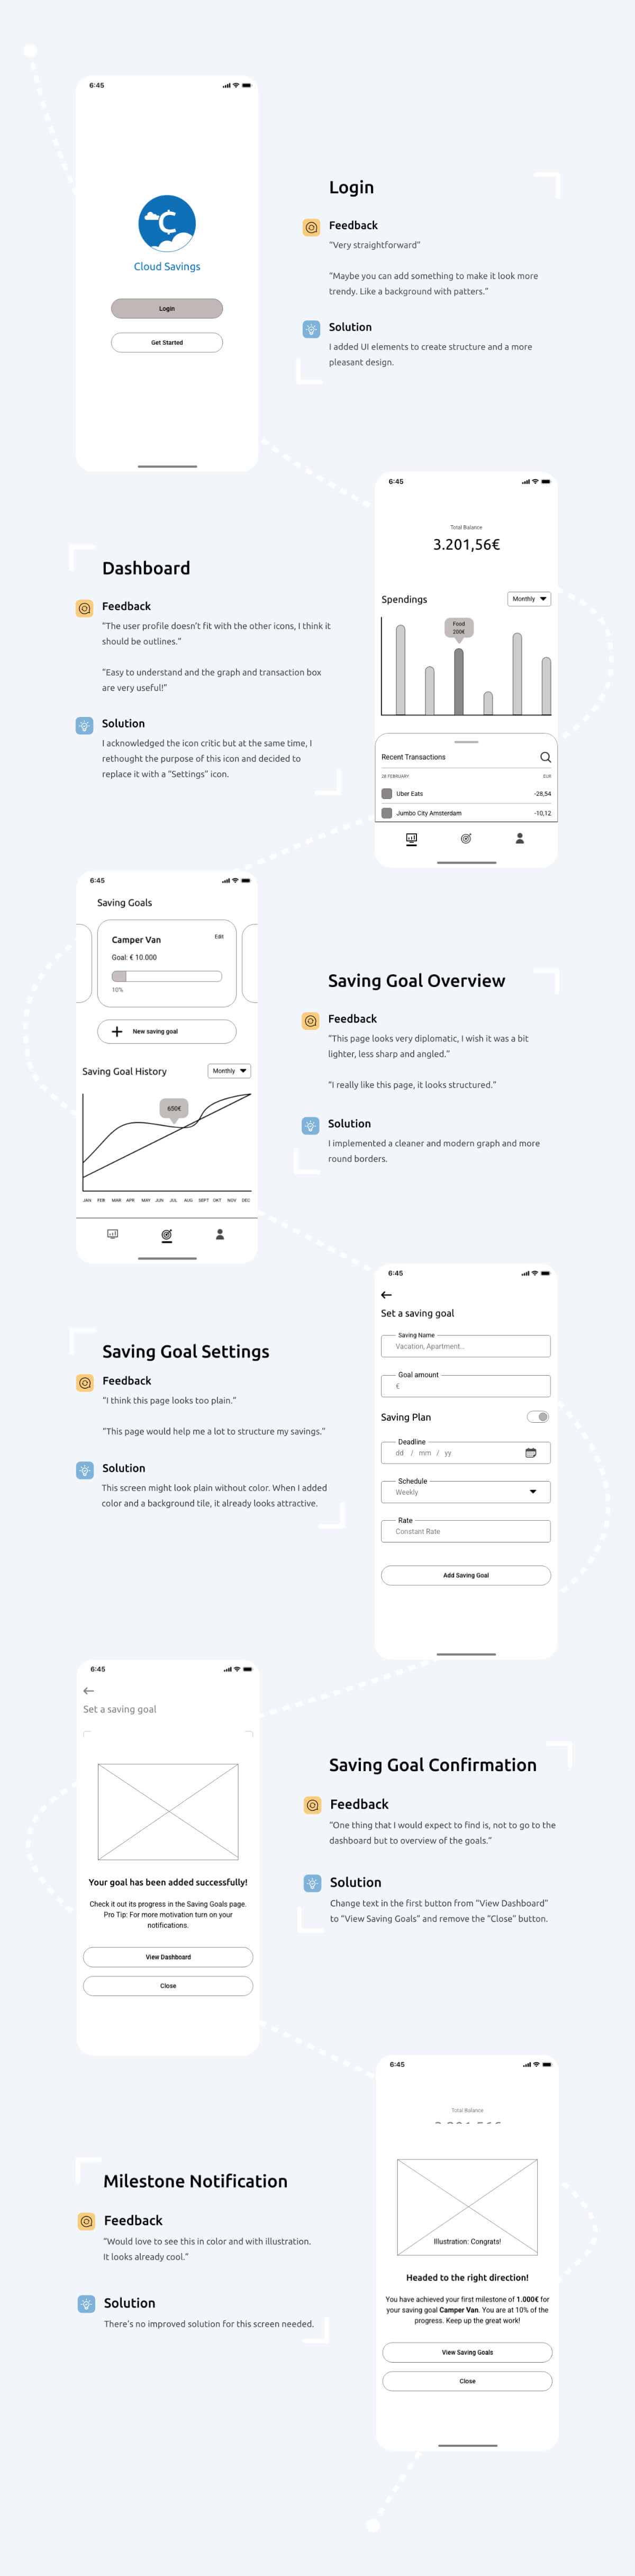 6:45
Cloud Savings
Login
Get Started
Login
Feedback
"Very straightforward"
"Maybe you can add something to make it look more
trendy. Like a background with patters."
Solution
I added UI elements to create structure and a more
pleasant design.
6:45
Total Balance
3.201,56€
Spendings
Monthly
Food
200€
Recent Transactions
28 FEBRUARY
EUR
Uber Eats
-28,54
Jumbo City Amsterdam
-10,12
Dashboard
Feedback
"The user profile doesn't fit with the other icons, I think it
should be outlines."
"Easy to understand and the graph and transaction box
are very useful!"
Solution
I acknowledged the icon critic but at the same time, I
rethought the purpose of this icon and decided to
replace it with a "Settings" icon.
6:45
Saving Goals
Camper Van
Edit
Goal: € 10.000
10%
New saving goal
Saving Goal History
Monthly
650€
JAN FEB MAR APR MAY JUN JUL AUG SEPT OKT NOV DEC
Saving Goal Overview
Feedback
"This page looks very diplomatic, I wish it was a bit
lighter, less sharp and angled."
"I really like this page, it looks structured."
Solution
I implemented a cleaner and modern graph and more
round borders.
6:45
Set a saving goal
Saving Name
Vacation, Apartment...
Goal amount
€
Saving Plan
Deadline
dd / mm / yy
Schedule
Weekly
Rate
Constant Rate
Add Saving Goal
Saving Goal Settings
Feedback
"I think this page looks too plain."
"This page would help me a lot to structure my savings."
Solution
This screen might look plain without color. When I added
color and a background tile, it already looks attractive.
6:45
Set a saving goal
Your goal has been added successfully!
Check it out its progress in the Saving Goals page.
Pro Tip: For more motivation turn on your
notifications.
View Dashboard
Close
Saving Goal Confirmation
Feedback
"One thing that I would expect to find is, not to go to the
dashboard but to overview of the goals."
Solution
Change text in the first button from "View Dashboard"
to "View Saving Goals" and remove the "Close" button.
6:45
Total Balance
Illustration: Congrats!
Headed to the right direction!
You have achieved your first milestone of 1.000€ for
your saving goal Camper Van. You are at 10% of the
progress. Keep up the great work!
View Saving Goals
Close
Milestone Notification
Feedback
"Would love to see this in color and with illustration.
It looks already cool."
Solution
There's no improved solution for this screen needed.